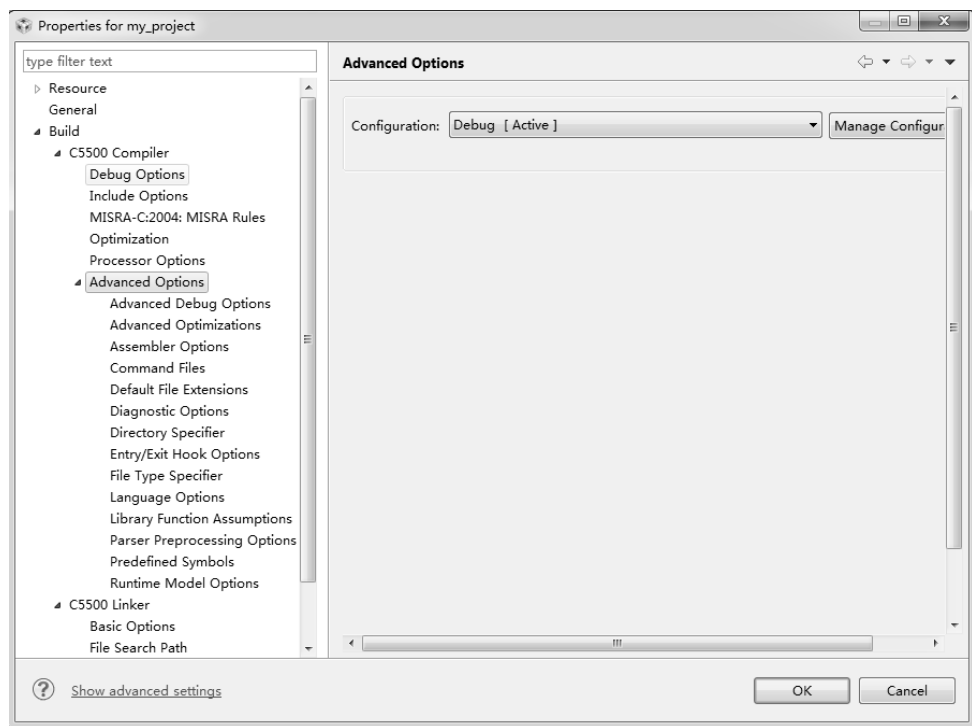 Properties for my_project
type filter text
Resource
General
Build
C5500 Compiler
Debug Options
Include Options
MISRA-C:2004: MISRA Rules
Optimization
Processor Options
Advanced Options
Advanced Debug Options
Advanced Optimizations
Assembler Options
Command Files
Default File Extensions
Diagnostic Options
Directory Specifier
Entry/Exit Hook Options
File Type Specifier
Language Options
Library Function Assumptions
Parser Preprocessing Options
Predefined Symbols
Runtime Model Options
C5500 Linker
Basic Options
File Search Path
Advanced Options
Configuration: Debug [ Active ] Manage Configur
Show advanced settings
OK Cancel